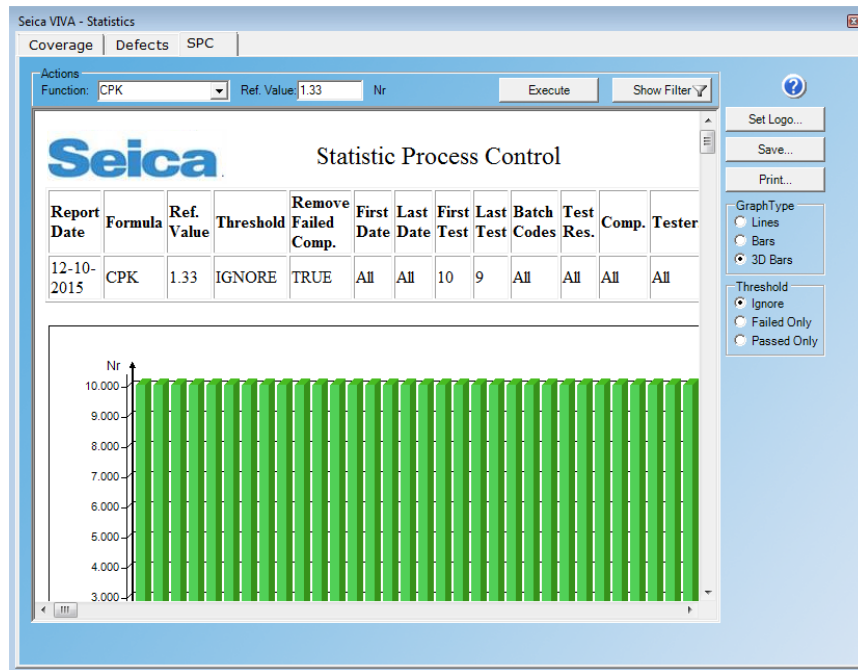 Seica VIVA - Statistics
Coverage Defects SPC
Actions
Function: CPK Ref. Value: 1.33 Nr Execute Show Filter
Set Logo...
Save...
Print...
GraphType
Lines
Bars
3D Bars
Threshold
Ignore
Failed Only
Passed Only
Seica Statistic Process Control
Report Date Formula Ref. Value Threshold Remove Failed Comp. First Date Last Date First Test Last Test Batch Codes Test Res. Comp. Tester
12-10-2015 CPK 1.33 IGNORE TRUE All All 10 9 All All All All
Nr
10.000
9.000
8.000
7.000
6.000
5.000
4.000
3.000